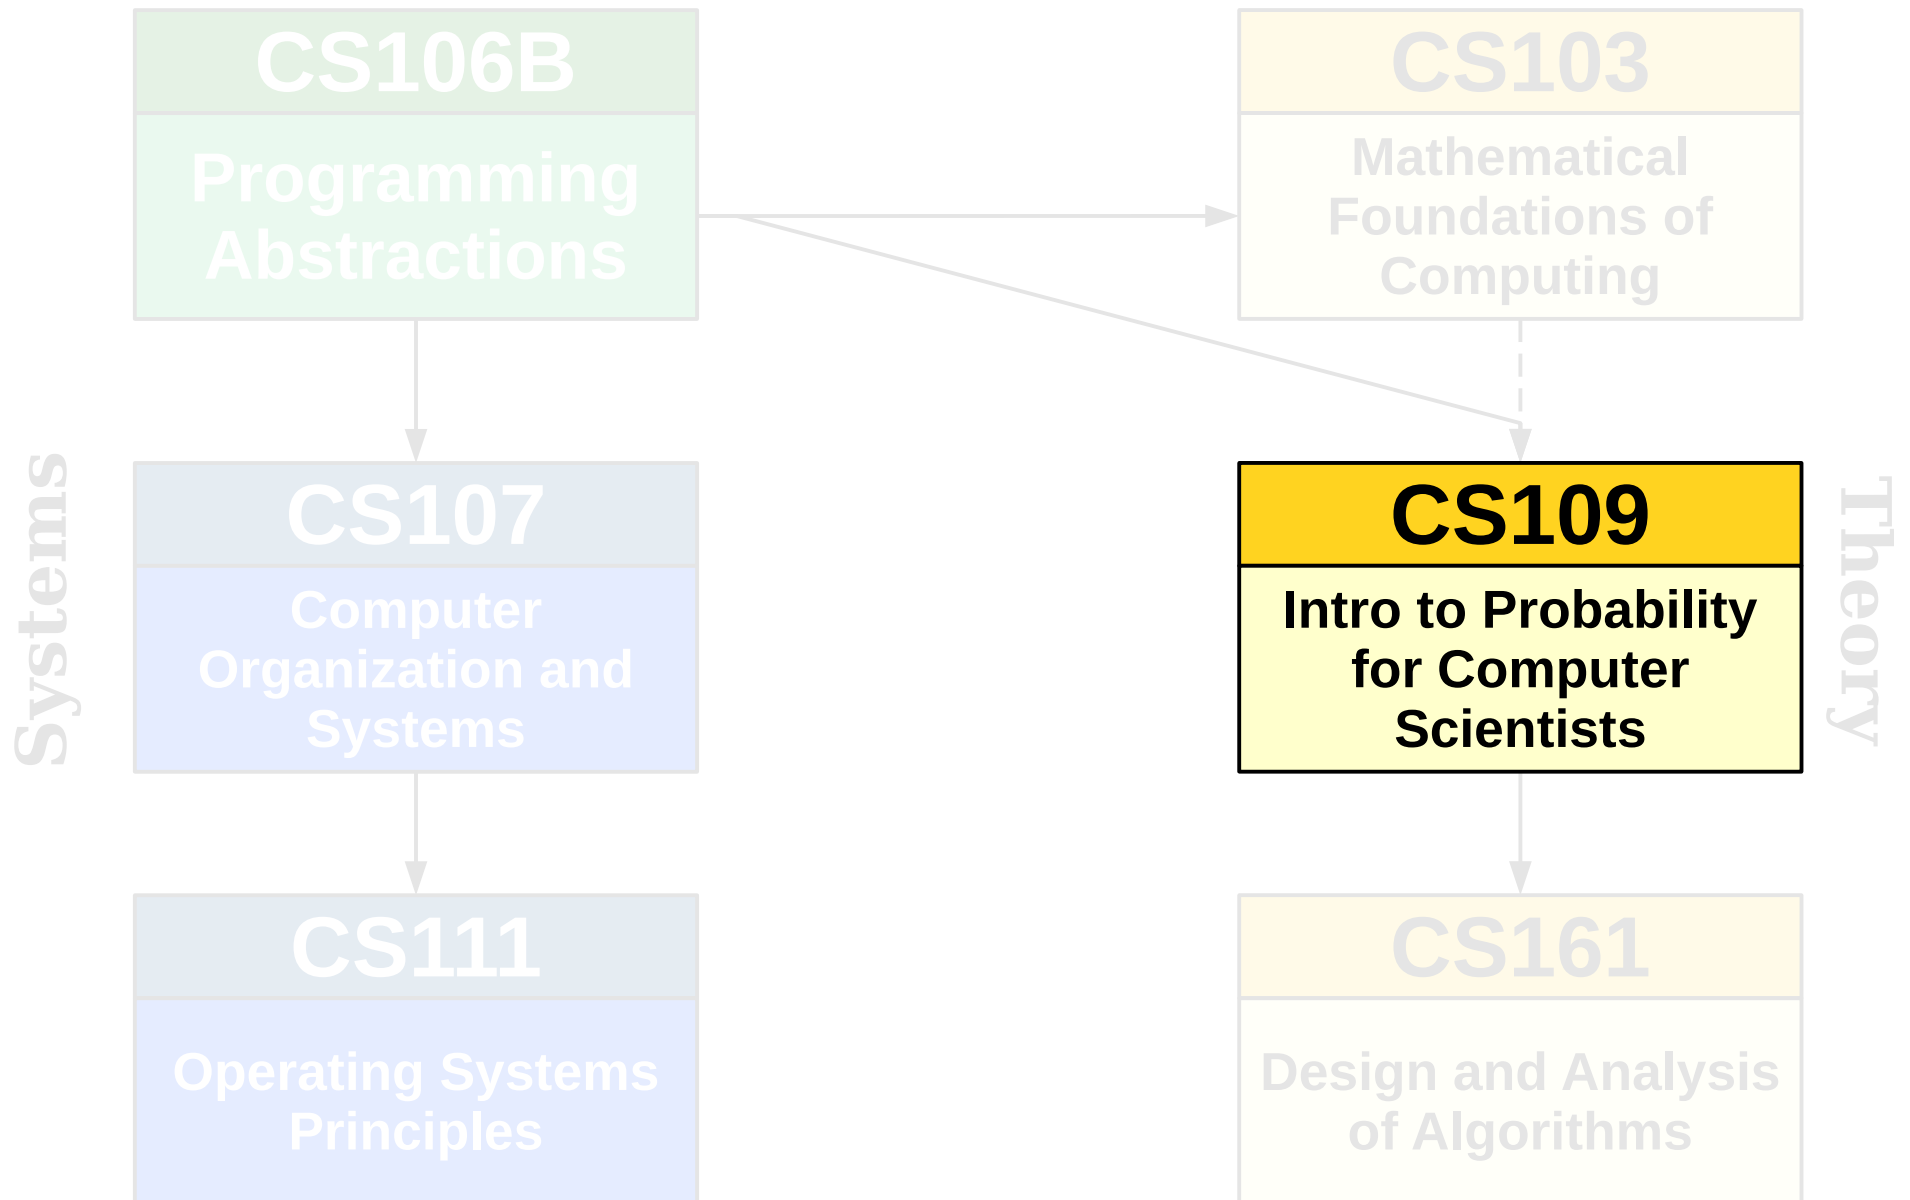 CS106B
Programming
Abstractions
CS103
Mathematical
Foundations of
Computing
Systems
CS107
Computer
Organization and
Systems
CS109
Intro to Probability
for Computer
Scientists
Theory
CS111
Operating Systems
Principles
CS161
Design and Analysis
of Algorithms